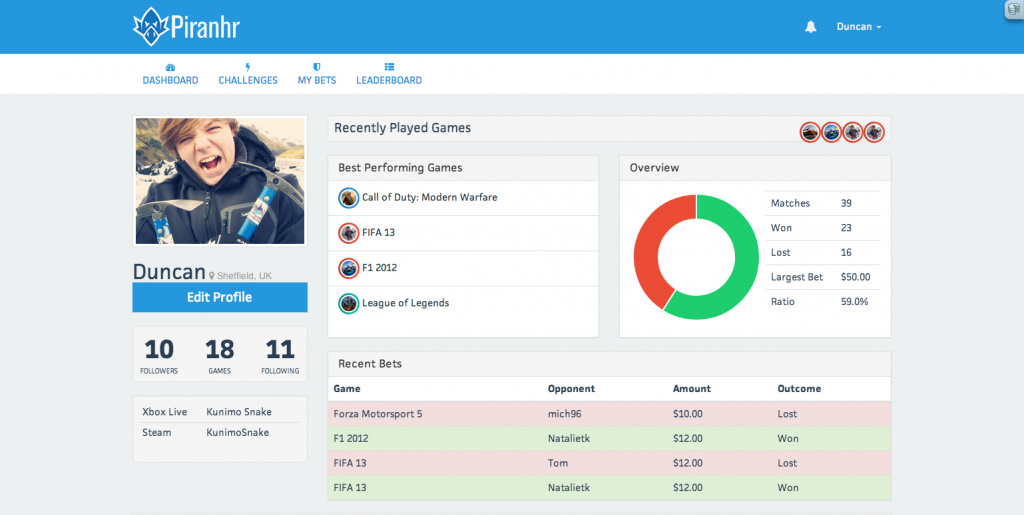 Piranhr
Duncan
DASHBOARD CHALLENGES MY BETS LEADERBOARD
Recently Played Games
Best Performing Games
Call of Duty: Modern Warfare
FIFA 13
F1 2012
League of Legends
Overview
Matches 39
Won 23
Lost 16
Largest Bet $50.00
Ratio 59.0%
Duncan Sheffield, UK
Edit Profile
10 18 11
FOLLOWERS GAMES FOLLOWING
Xbox Live Kunimo Snake
Steam KunimoSnake
Recent Bets
Game Opponent Amount Outcome
Forza Motorsport 5 mich96 $10.00 Lost
F1 2012 Natalietk $12.00 Won
FIFA 13 Tom $12.00 Lost
FIFA 13 Natalietk $12.00 Won